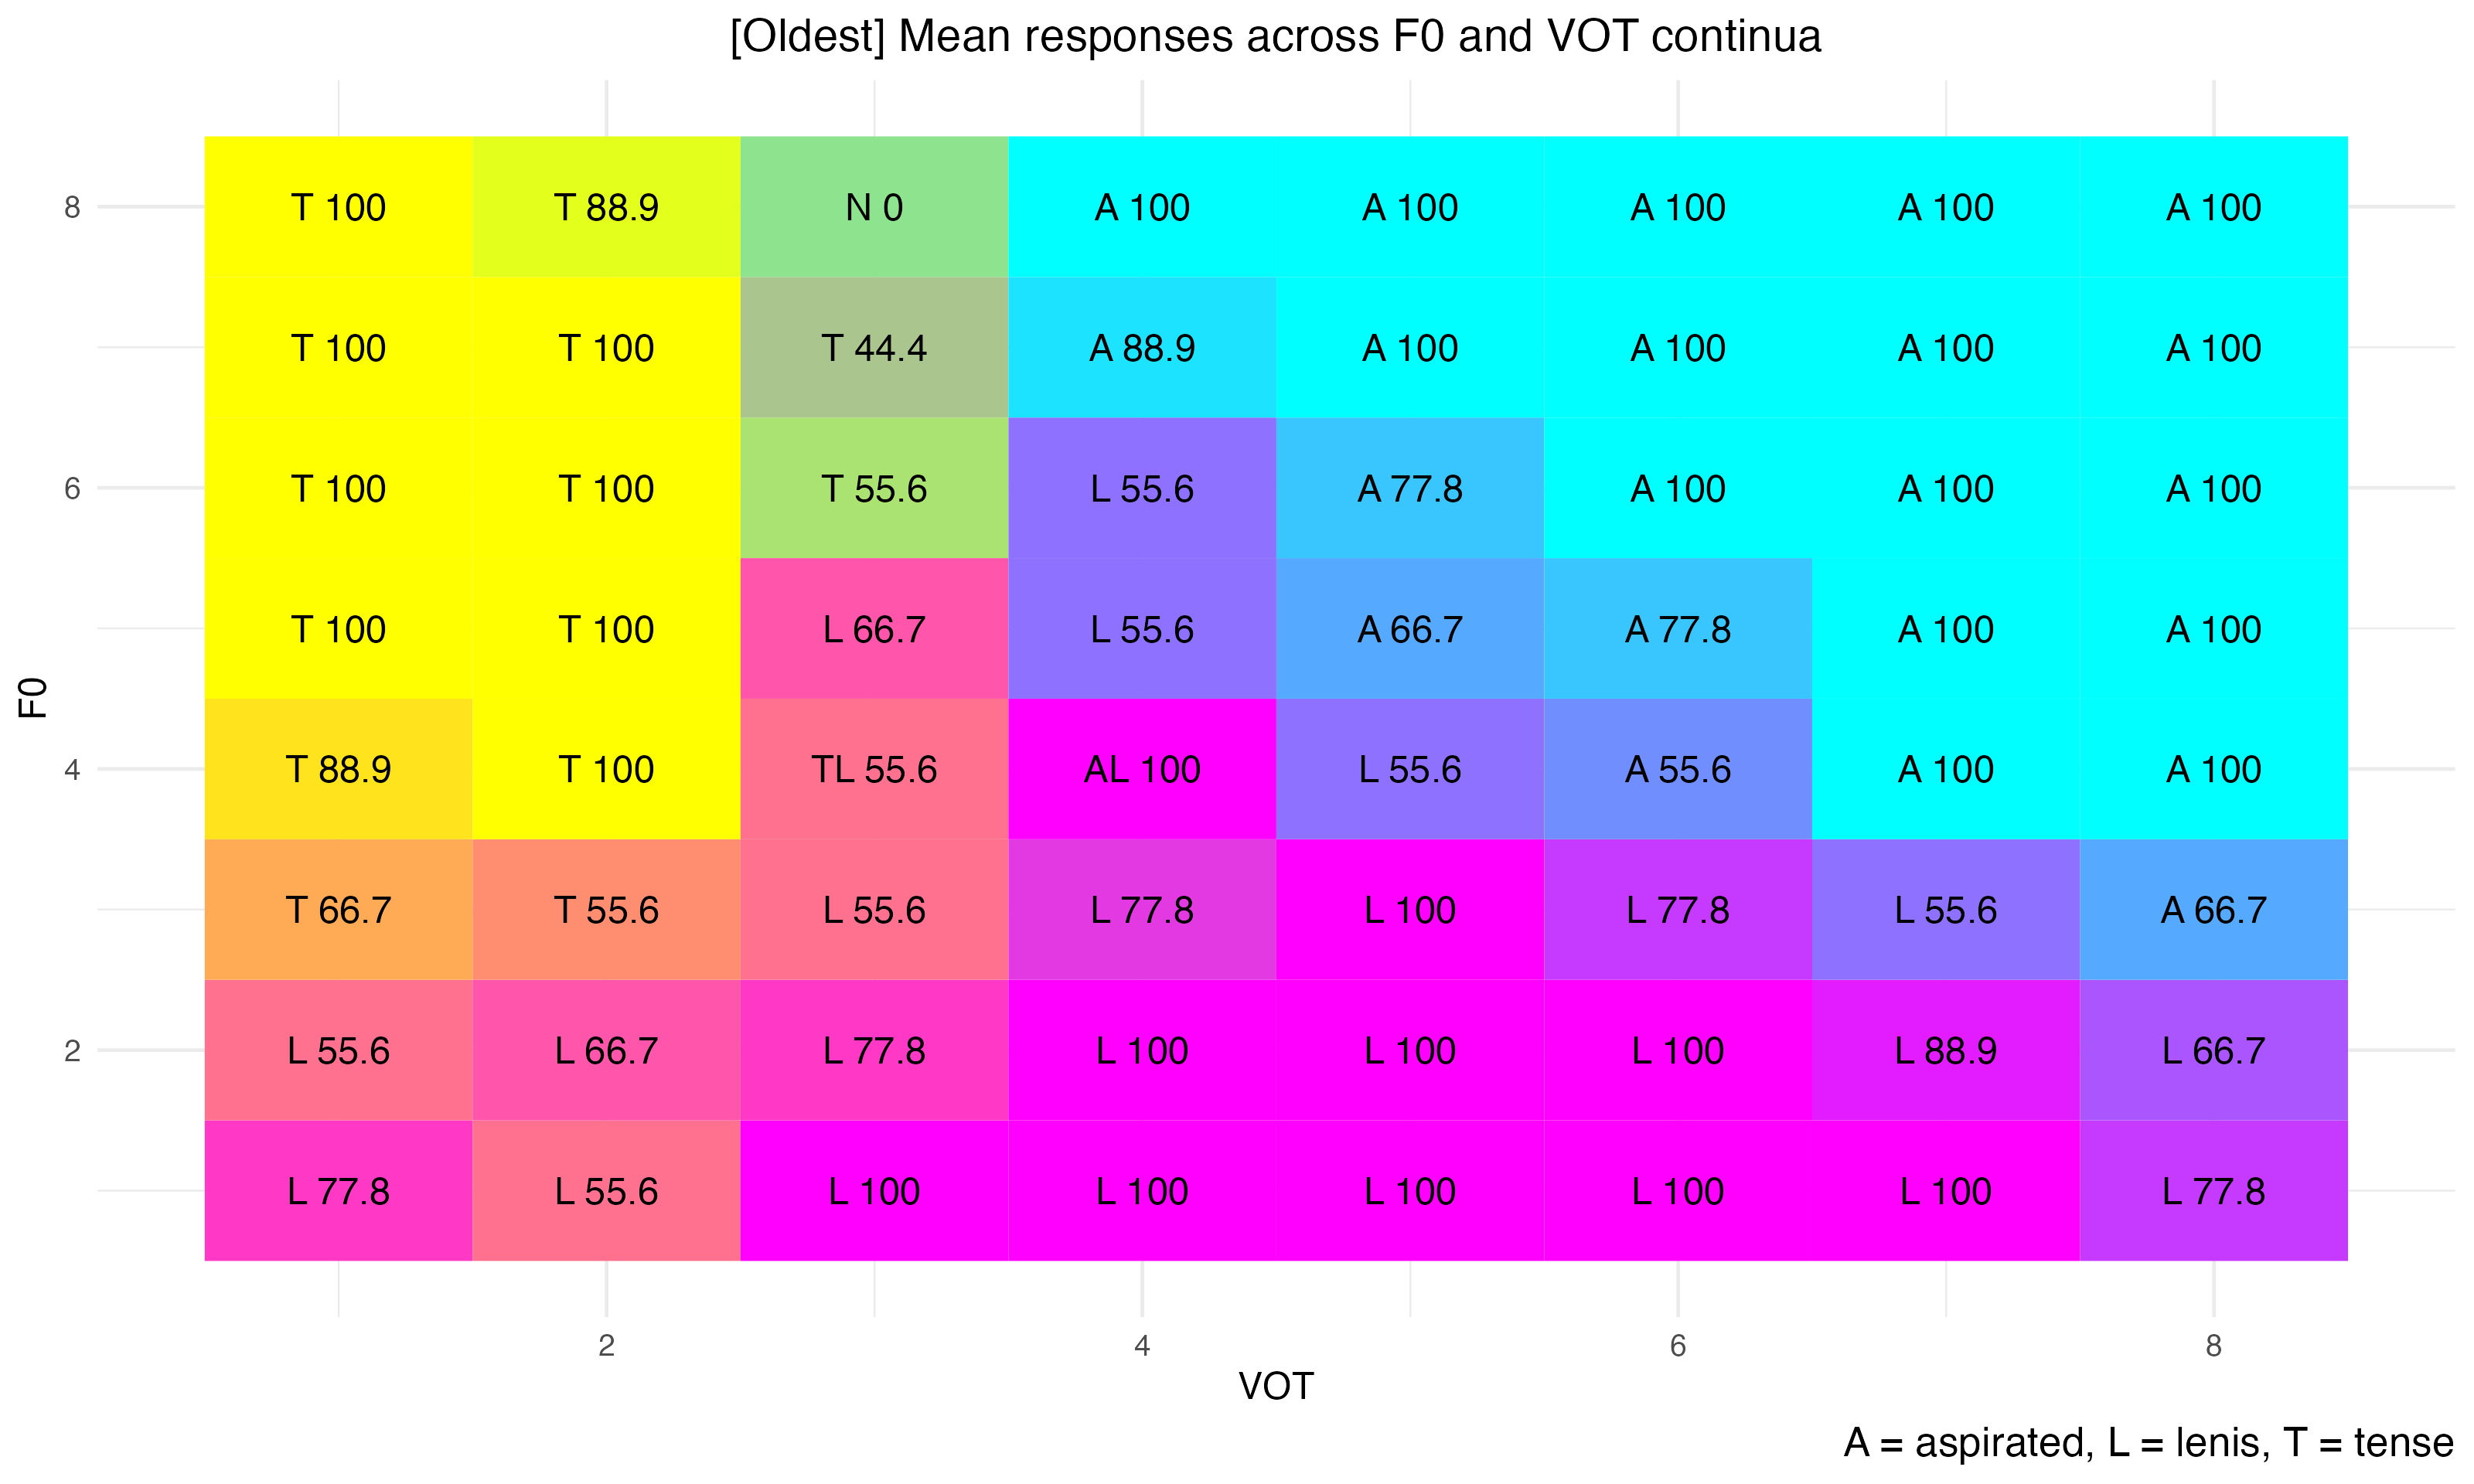 [Oldest] Mean responses across F0 and VOT continua
8 T 100 T 88.9 N 0 A 100 A 100 A 100 A 100 A 100
T 100 T 100 T 44.4 A 88.9 A 100 A 100 A 100 A 100
6 T 100 T 100 T 55.6 L 55.6 A 77.8 A 100 A 100 A 100
T 100 T 100 L 66.7 L 55.6 A 66.7 A 77.8 A 100 A 100
F0
4 T 88.9 T 100 TL 55.6 AL 100 L 55.6 A 55.6 A 100 A 100
T 66.7 T 55.6 L 55.6 L 77.8 L 100 L 77.8 L 55.6 A 66.7
2 L 55.6 L 66.7 L 77.8 L 100 L 100 L 100 L 88.9 L 66.7
L 77.8 L 55.6 L 100 L 100 L 100 L 100 L 100 L 77.8
2 4 6 8
VOT
A = aspirated, L = lenis, T = tense